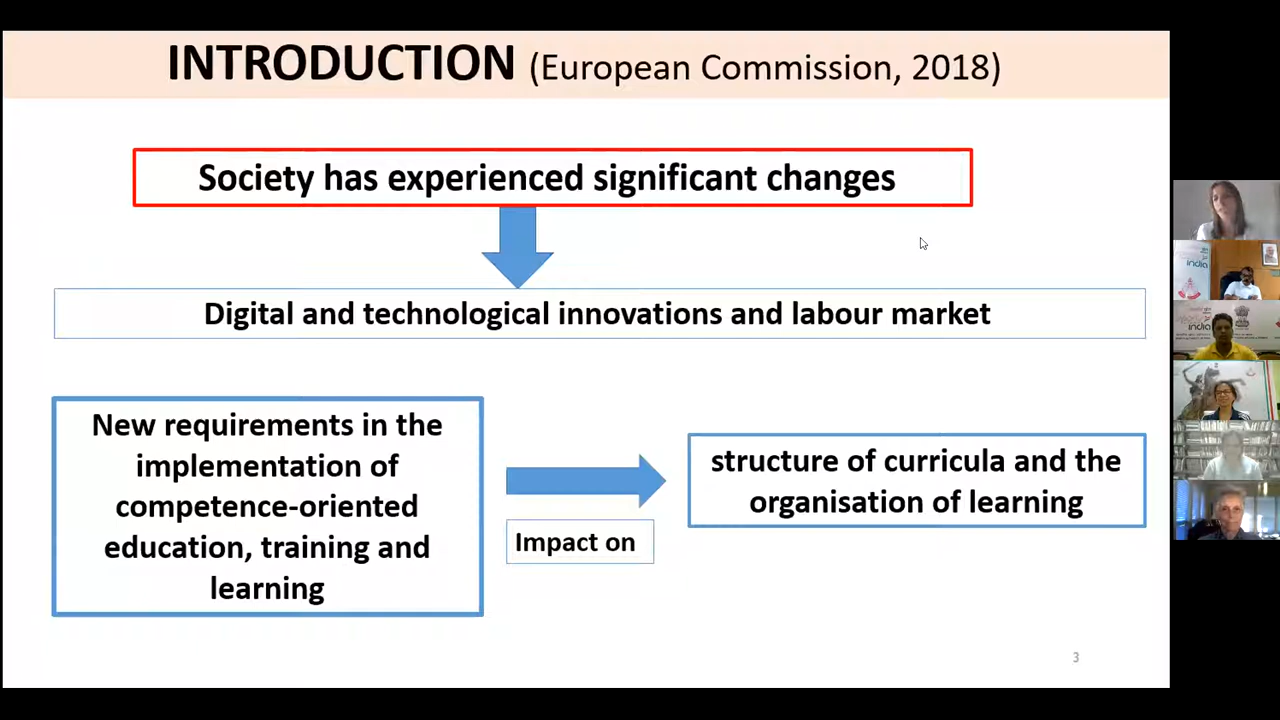 INTRODUCTION (European Commission, 2018)
Society has experienced significant changes
Digital and technological innovations and labour market
New requirements in the
implementation of
competence-oriented
education, training and
learning
Impact on
structure of curricula and the
organisation of learning
3
india
india